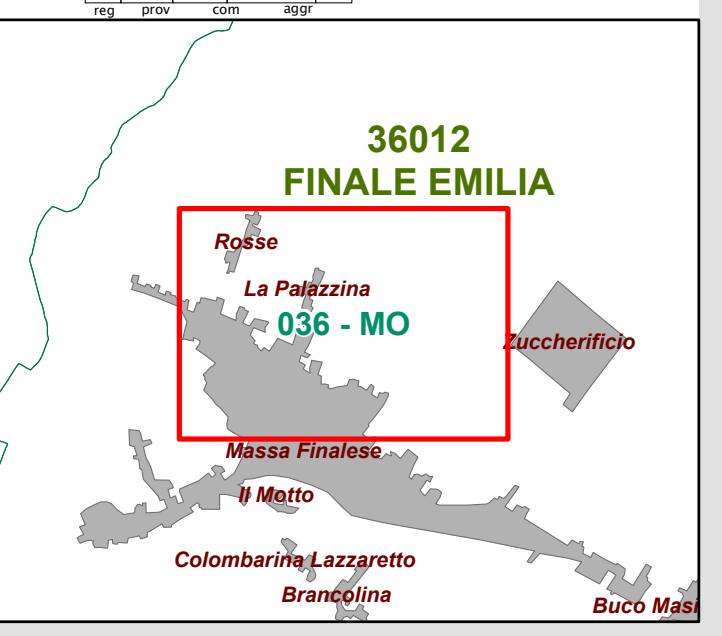 reg prov com aggr
36012
FINALE EMILIA
Rosse
La Palazzina
036 - MO
Zuccherificio
Massa Finalese
Il Motto
Colombarina Lazzaretto
Brancolina
Buco Masi